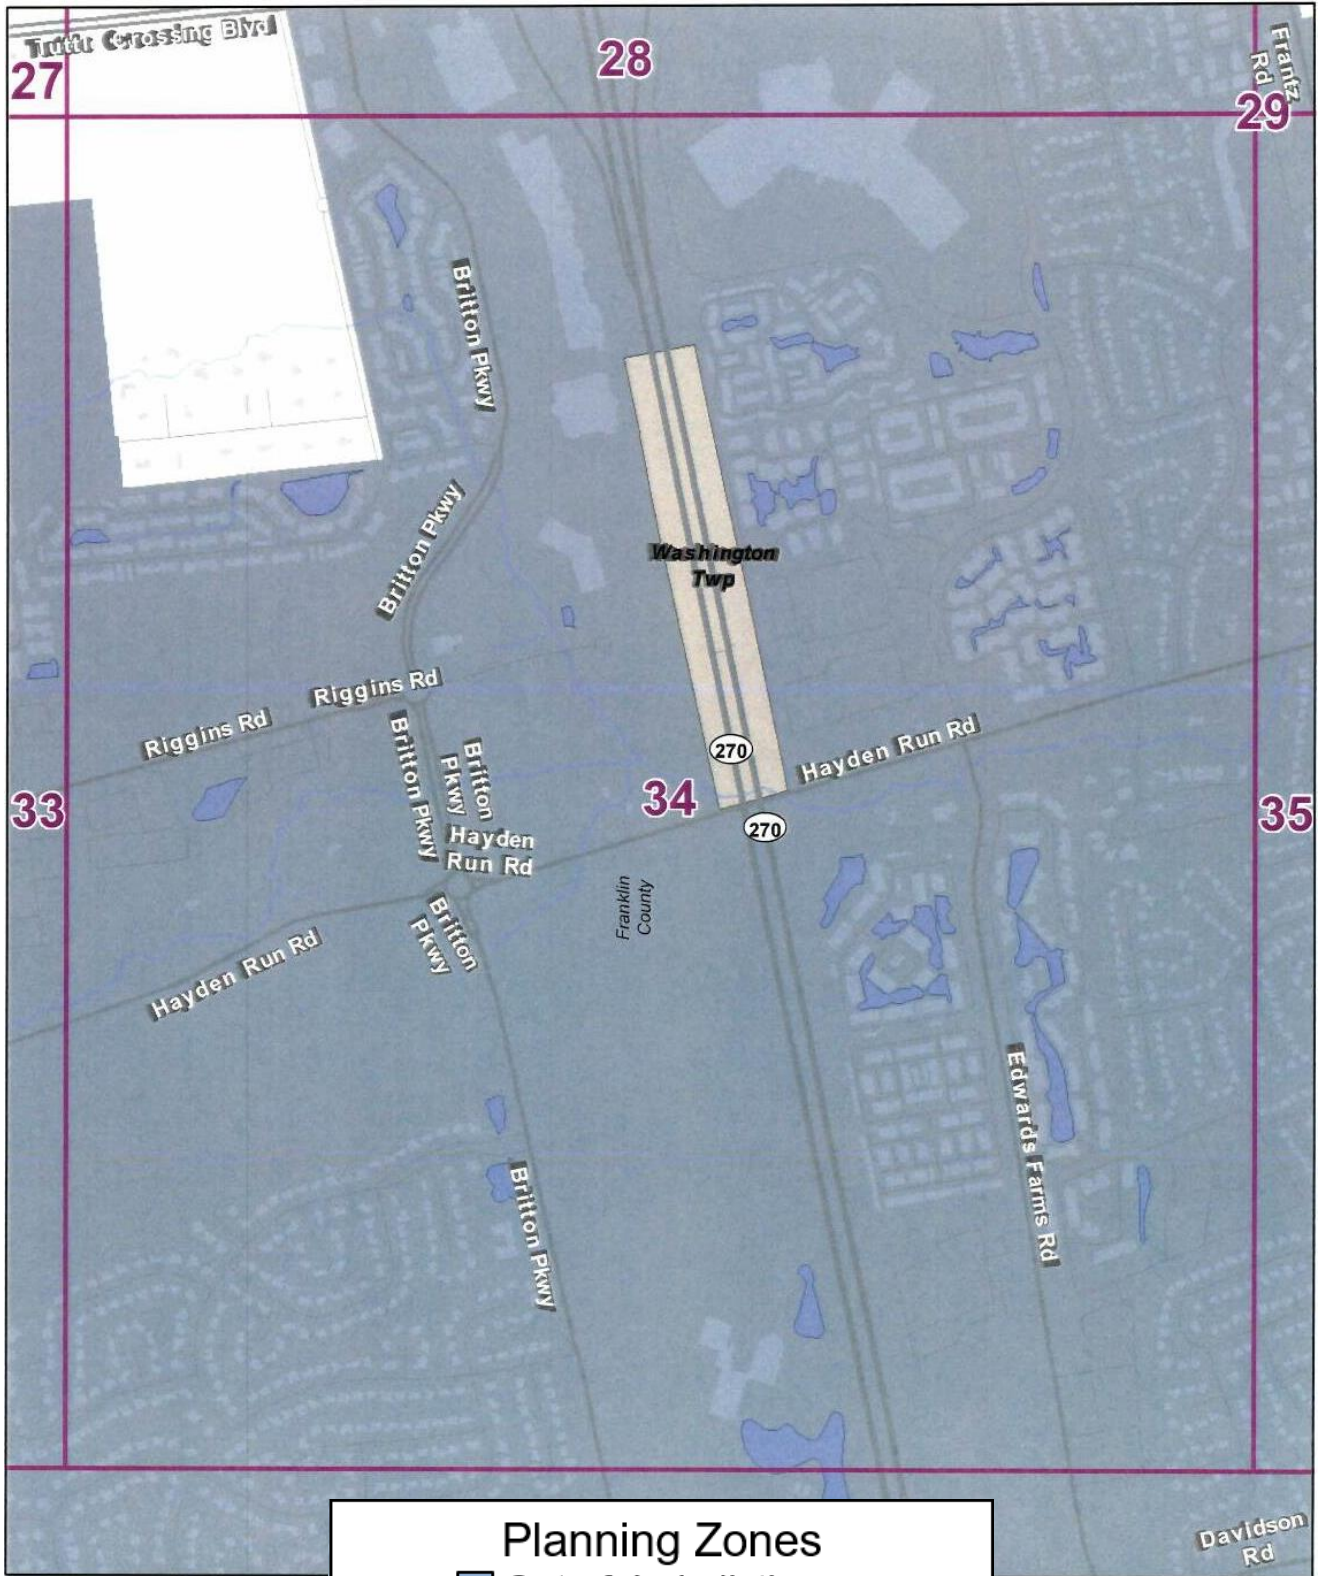 Tuttle Crossing Blvd
27
28
Frantz
Rd
29
Britton Pkwy
Britton Pkwy
Washington
Twp
Riggins Rd
Riggins Rd
270
Hayden Run Rd
Britton Pkwy
Britton
Pkwy
33
34
35
270
Hayden
Run Rd
Franklin
County
Britton
Pkwy
Hayden Run Rd
Edwards Farms Rd
Britton Pkwy
Planning Zones
Davidson
Rd